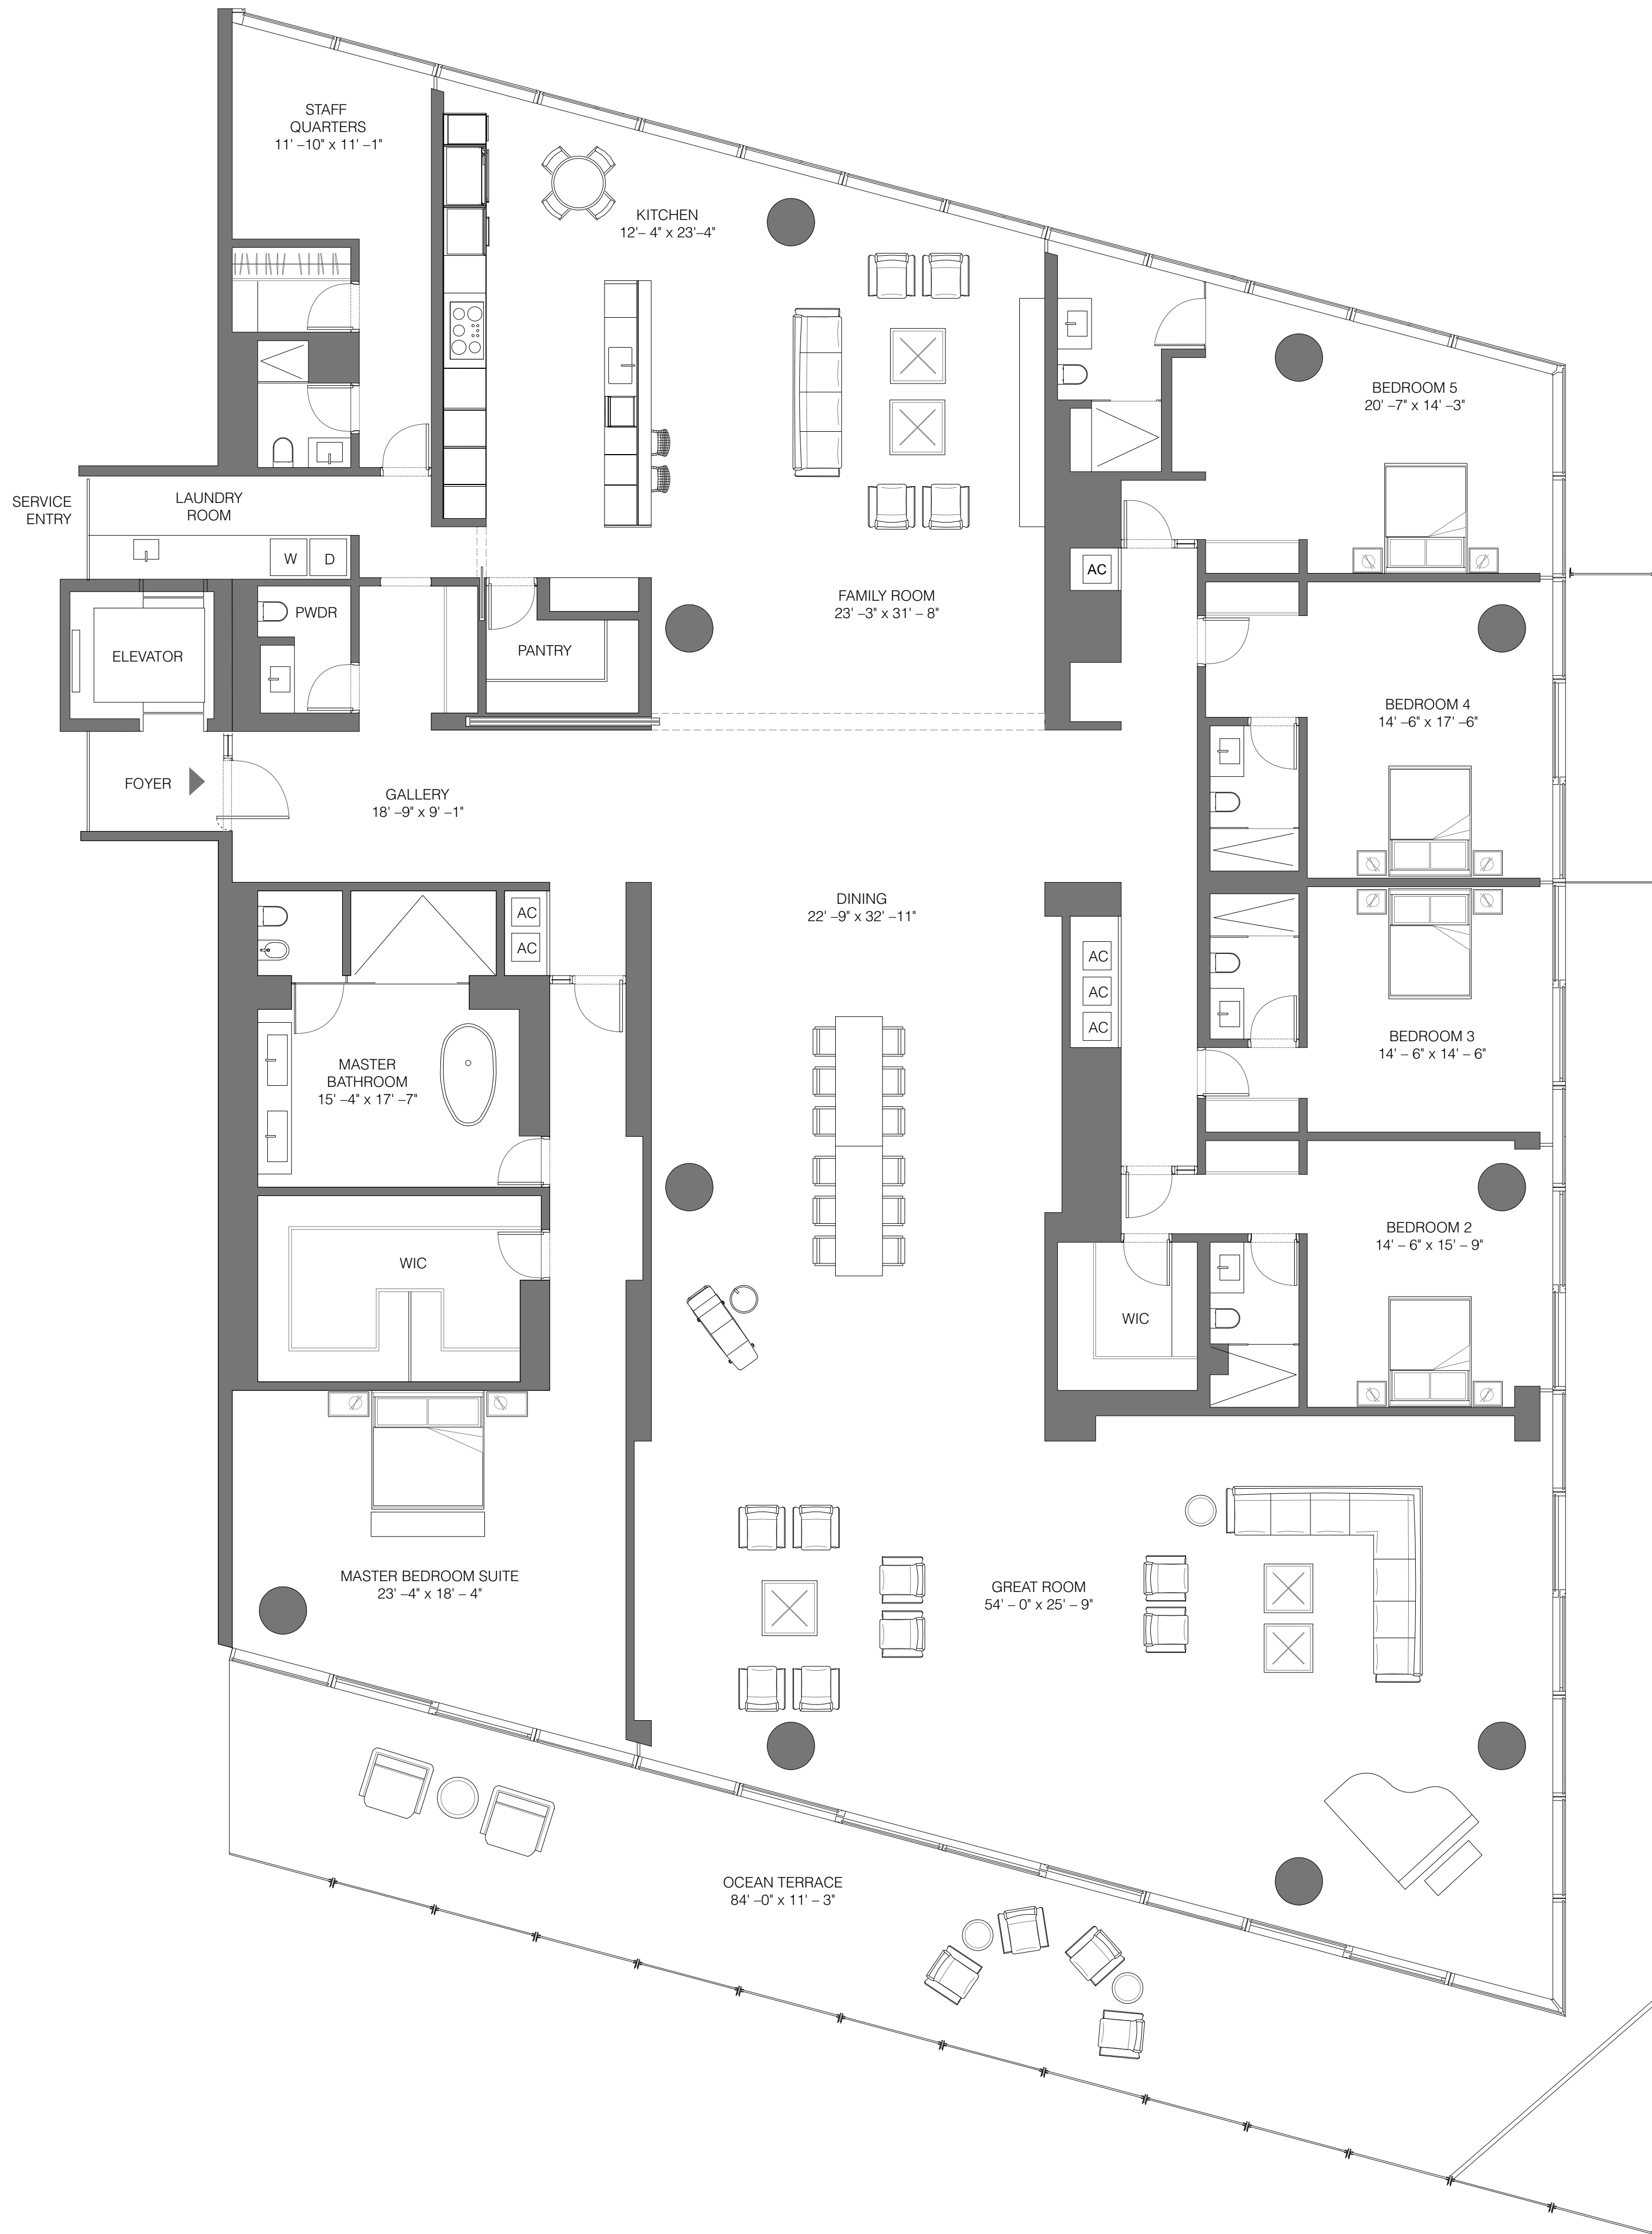 STAFF
QUARTERS
11' –10" x 11' –1"
KITCHEN
12'– 4" x 23'–4"
BEDROOM 5
20' –7" x 14' –3"
SERVICE
ENTRY
LAUNDRY
ROOM
W
D
AC
PWDR
ELEVATOR
PANTRY
FAMILY ROOM
23' –3" x 31' – 8"
BEDROOM 4
14' –6" x 17' –6"
FOYER
GALLERY
18' –9" x 9' –1"
DINING
22' –9" x 32' –11"
AC
AC
AC
AC
AC
MASTER
BATHROOM
15' –4" x 17' –7"
BEDROOM 3
14' – 6" x 14' – 6"
WIC
BEDROOM 2
14' – 6" x 15' – 9"
WIC
MASTER BEDROOM SUITE
23' –4" x 18' – 4"
GREAT ROOM
54' – 0" x 25' – 9"
OCEAN TERRACE
84' –0" x 11' – 3"